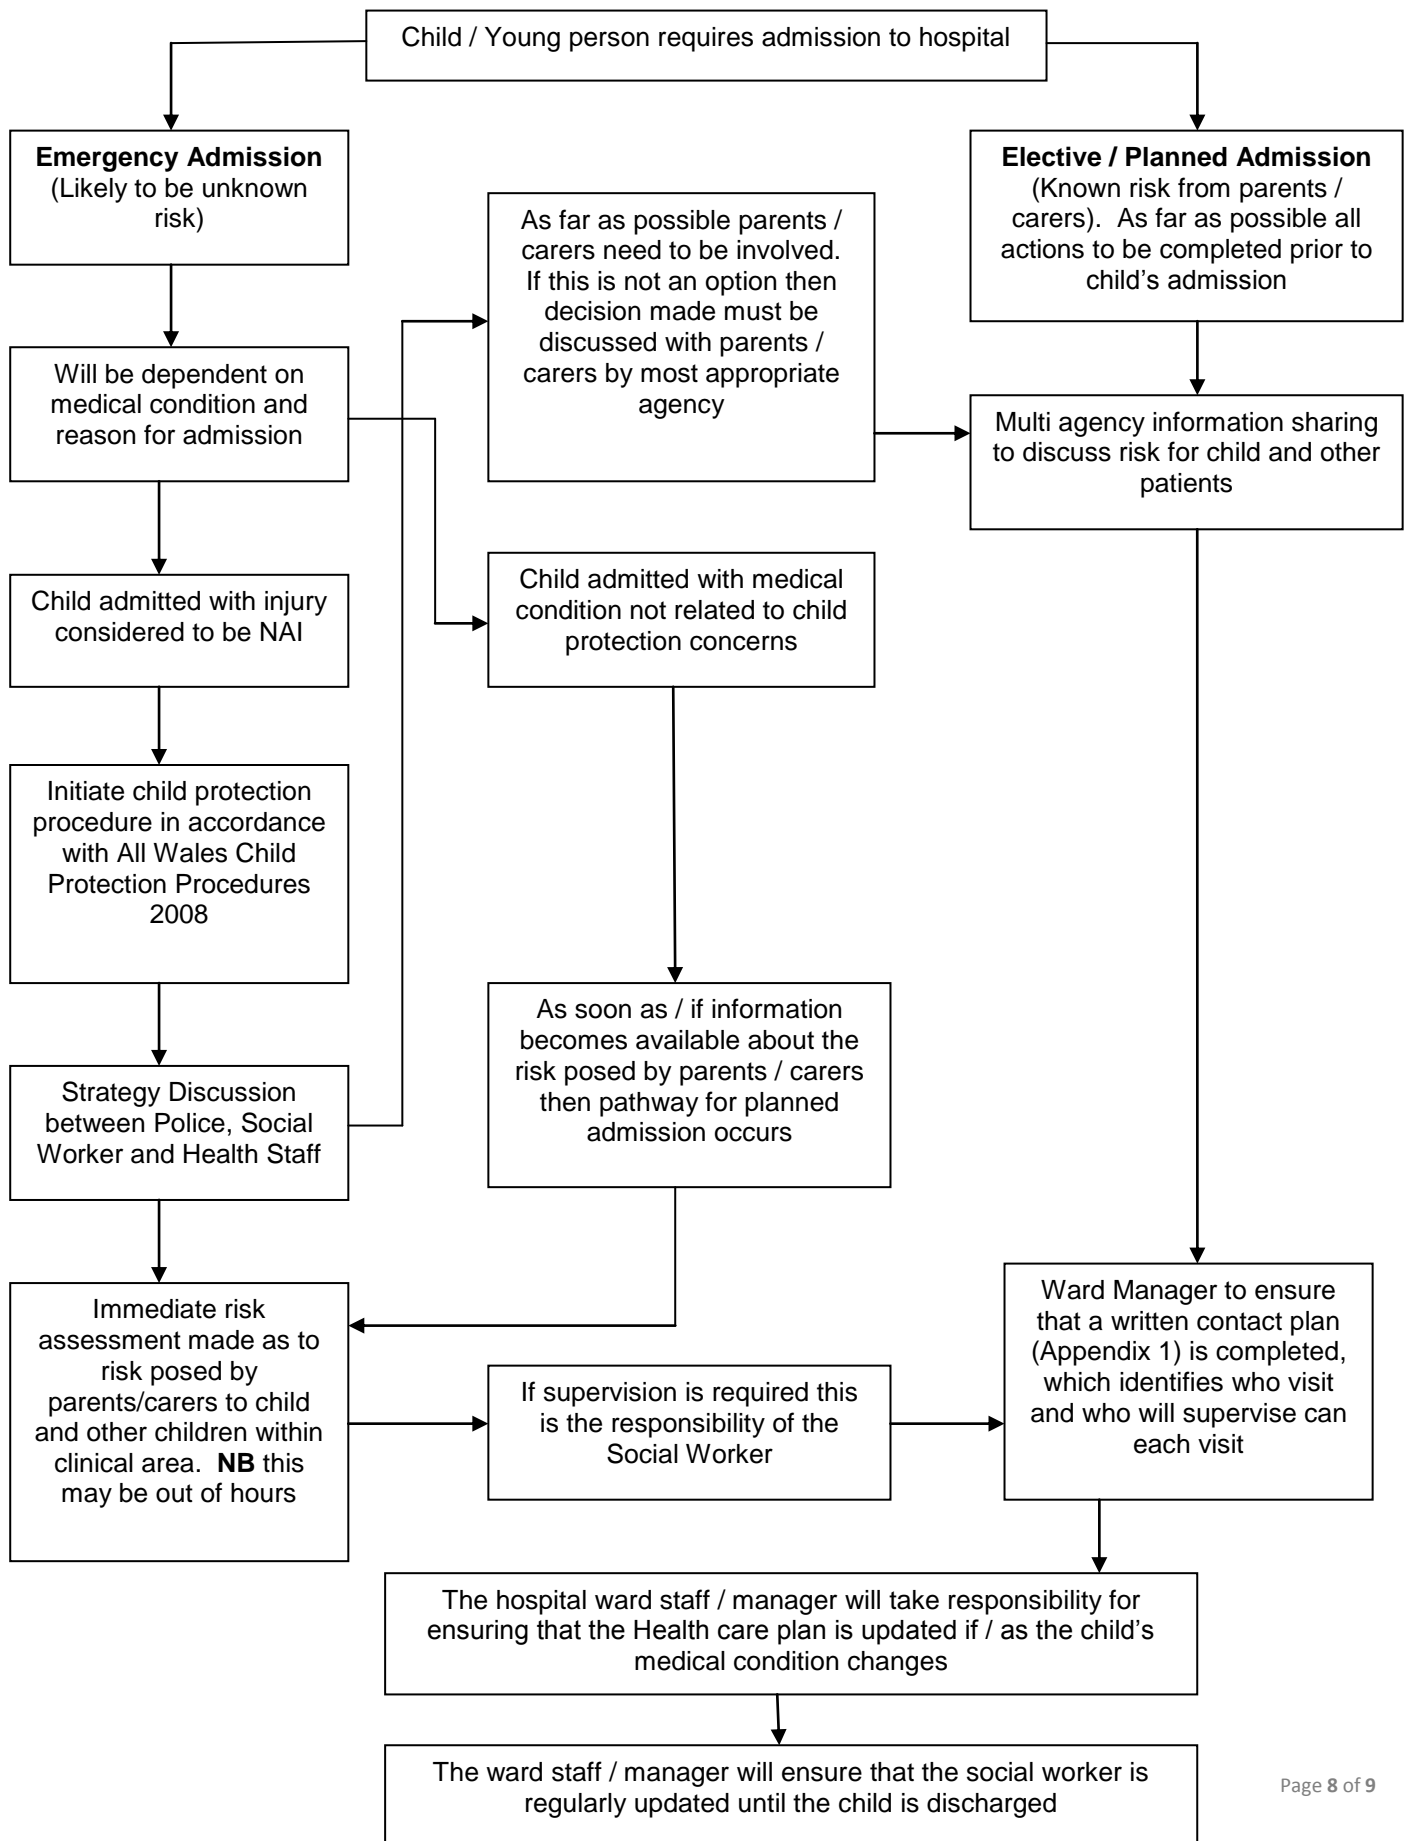 Child / Young person requires admission to hospital
Emergency Admission
(Likely to be unknown
risk)
Elective / Planned Admission
(Known risk from parents /
carers).  As far as possible all
actions to be completed prior to
child’s admission
As far as possible parents /
carers need to be involved.
If this is not an option then
decision made must be
discussed with parents /
carers by most appropriate
agency
Will be dependent on
medical condition and
reason for admission
Multi agency information sharing
to discuss risk for child and other
patients
Child admitted with injury
considered to be NAI
Child admitted with medical
condition not related to child
protection concerns
Initiate child protection
procedure in accordance
with All Wales Child
Protection Procedures
2008
As soon as / if information
becomes available about the
risk posed by parents / carers
then pathway for planned
admission occurs
Strategy Discussion
between Police, Social
Worker and Health Staff
Immediate risk
assessment made as to
risk posed by
parents/carers to child
and other children within
clinical area.  NB this
may be out of hours
If supervision is required this
is the responsibility of the
Social Worker
Ward Manager to ensure
that a written contact plan
(Appendix 1) is completed,
which identifies who visit
and who will supervise can
each visit
The hospital ward staff / manager will take responsibility for
ensuring that the Health care plan is updated if / as the child’s
medical condition changes
The ward staff / manager will ensure that the social worker is
regularly updated until the child is discharged
Page 8 of 9